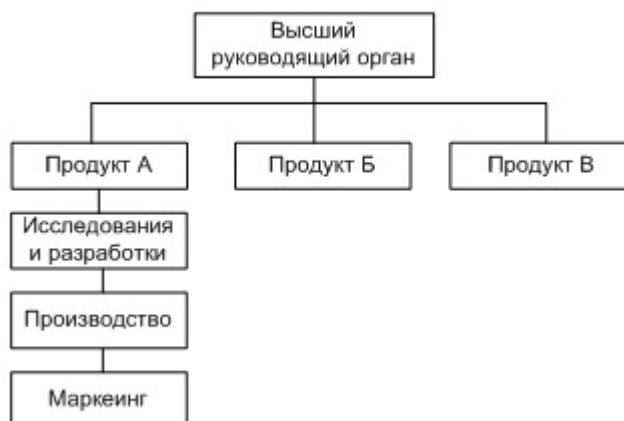 Высший
руководящий орган
Продукт А
Продукт Б
Продукт В
Исследования
и разработки
Производство
Маркеинг